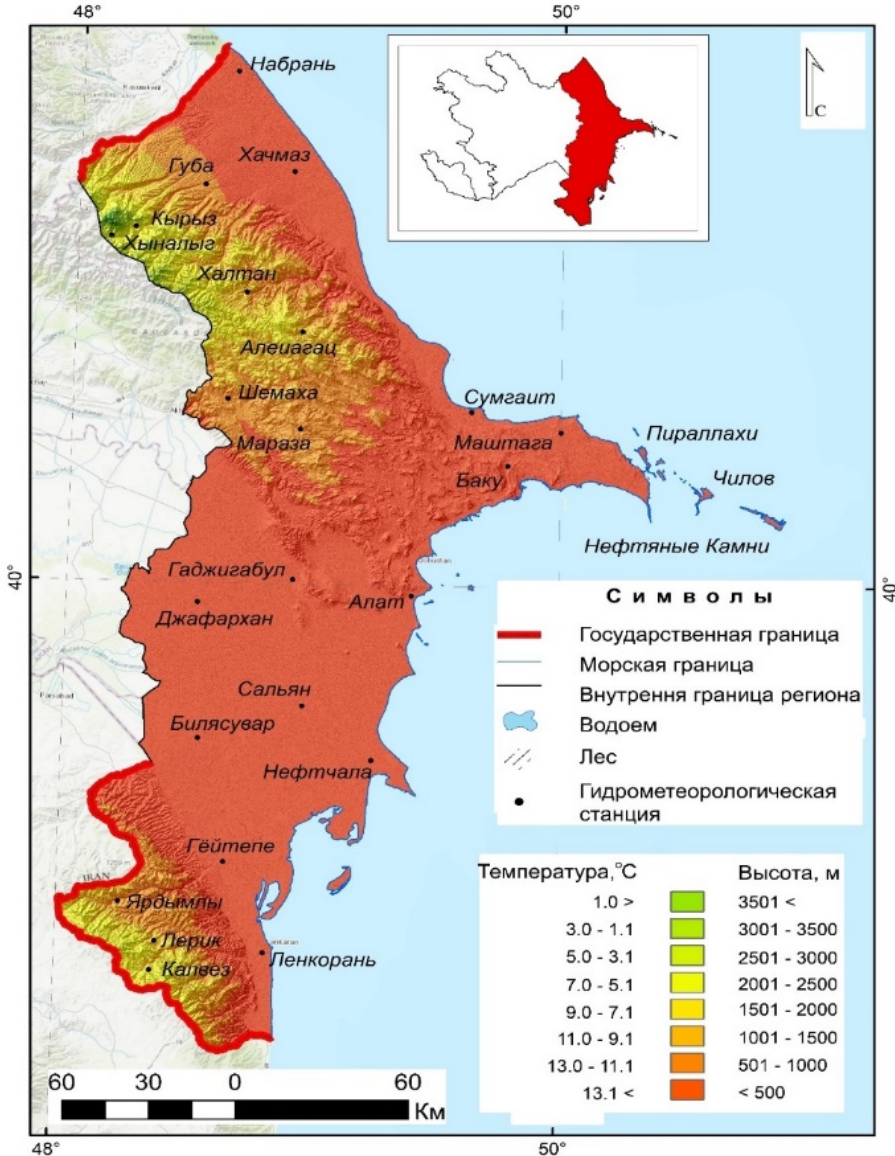 48°
50°
Набрань
С
Хачмаз
Губа
Кырыз
Хыналыг
Халтан
Алеиагац
Шемаха
Сумгаит
Мараза
Маштага
Пираллахи
Баку
Чилов
Нефтяные Камни
40°
Гаджигабул
40°
Джафархан
Алат
Символы
Государственная граница
Морская граница
Внутрення граница региона
Водоем
Лес
Гидрометеорологическая
станция
Сальян
Билясувар
Нефтчала
Гёйтепе
IRAN
Ярдымлы
Лерик
Калвез
Ленкорань
Температура,°С Высота, м
1.0 > 3501 <
3.0 - 1.1 3001 - 3500
5.0 - 3.1 2501 - 3000
7.0 - 5.1 2001 - 2500
9.0 - 7.1 1501 - 2000
11.0 - 9.1 1001 - 1500
13.0 - 11.1 501 - 1000
13.1 < < 500
60 30 0 60
Км
48°
50°